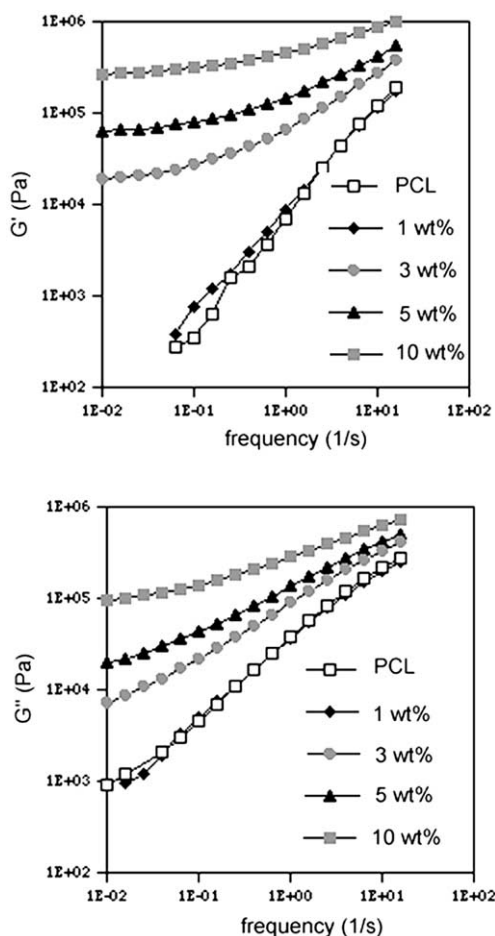 1E+06
1E+05
1E+04
1E+03
1E+02
G' (Pa)
PCL
1 wt%
3 wt%
5 wt%
10 wt%
1E-02 1E-01 1E+00 1E+01 1E+02
frequency (1/s)
1E+06
1E+05
1E+04
1E+03
1E+02
G" (Pa)
PCL
1 wt%
3 wt%
5 wt%
10 wt%
1E-02 1E-01 1E+00 1E+01 1E+02
frequency (1/s)